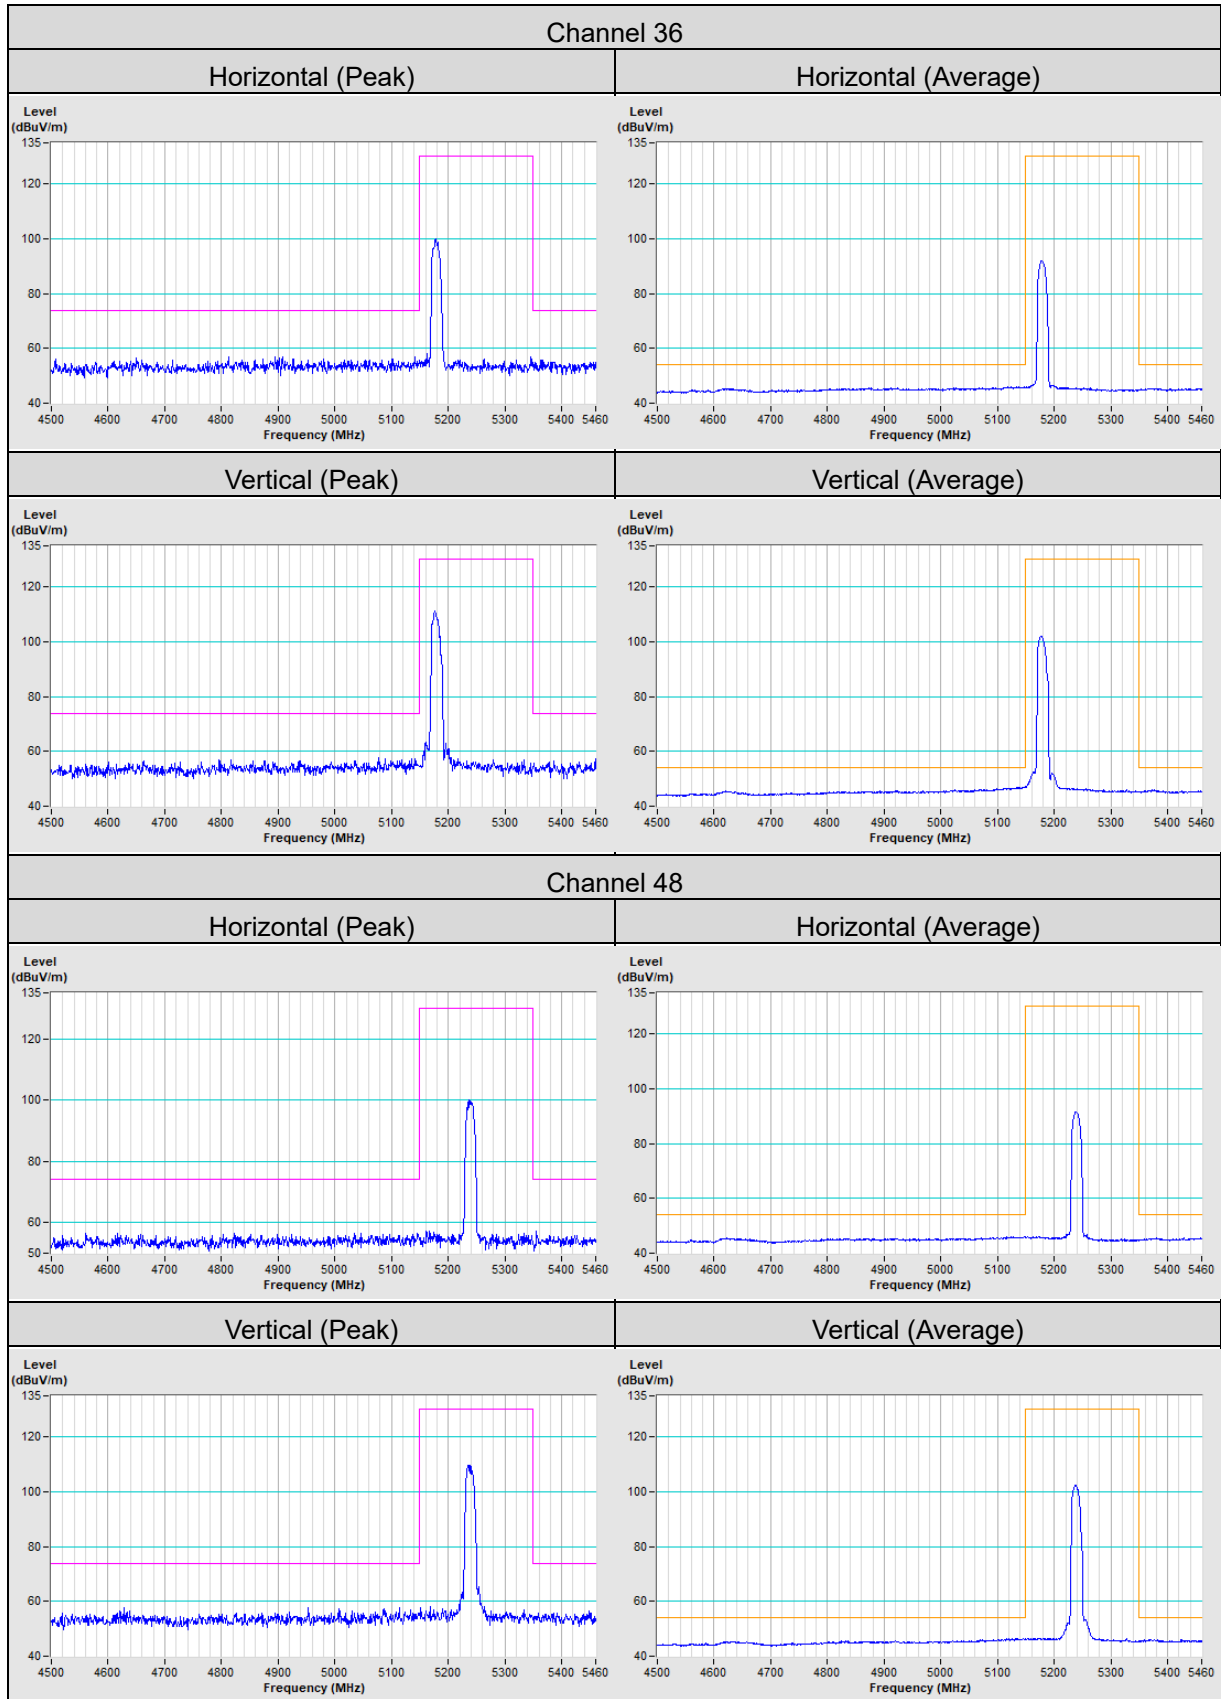 Channel 36
Horizontal (Peak) Horizontal (Average)
Level Level
(dBuV/m) (dBuV/m)
135 135
120 120
100 100
80 80
60 60
40 40
4500 4600 4700 4800 4900 5000 5100 5200 5300 5400 5460 4500 4600 4700 4800 4900 5000 5100 5200 5300 5400 5460
Frequency (MHz) Frequency (MHz)
Vertical (Peak) Vertical (Average)
Level Level
(dBuV/m) (dBuV/m)
135 135
120 120
100 100
80 80
60 60
40 40
4500 4600 4700 4800 4900 5000 5100 5200 5300 5400 5460 4500 4600 4700 4800 4900 5000 5100 5200 5300 5400 5460
Frequency (MHz) Frequency (MHz)
Channel 48
Horizontal (Peak) Horizontal (Average)
Level Level
(dBuV/m) (dBuV/m)
135 135
120 120
100 100
80 80
60 60
50 40
4500 4600 4700 4800 4900 5000 5100 5200 5300 5400 5460 4500 4600 4700 4800 4900 5000 5100 5200 5300 5400 5460
Frequency (MHz) Frequency (MHz)
Vertical (Peak) Vertical (Average)
Level Level
(dBuV/m) (dBuV/m)
135 135
120 120
100 100
80 80
60 60
40 40
4500 4600 4700 4800 4900 5000 5100 5200 5300 5400 5460 4500 4600 4700 4800 4900 5000 5100 5200 5300 5400 5460
Frequency (MHz) Frequency (MHz)